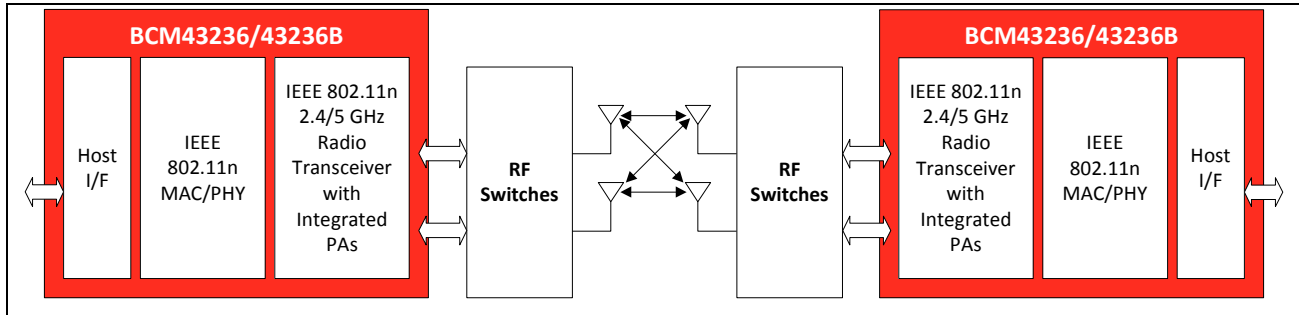 BCM43236/43236B
Host
I/F
IEEE
802.11n
MAC/PHY
IEEE 802.11n
2.4/5 GHz
Radio
Transceiver
with
Integrated
PAs
RF
Switches
RF
Switches
BCM43236/43236B
IEEE 802.11n
2.4/5 GHz
Radio
Transceiver
with
Integrated
PAs
IEEE
802.11n
MAC/PHY
Host
I/F